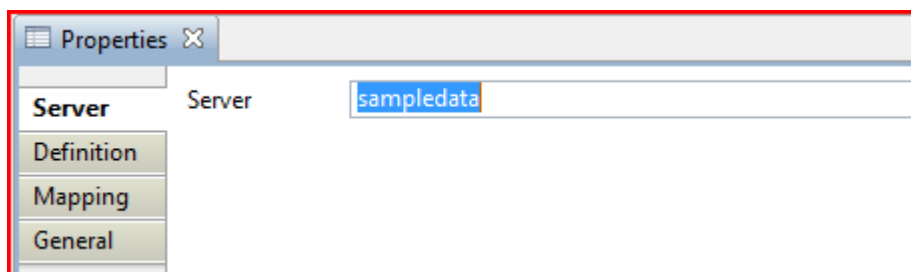 Properties
Server
Server
sampledata
Definition
Mapping
General